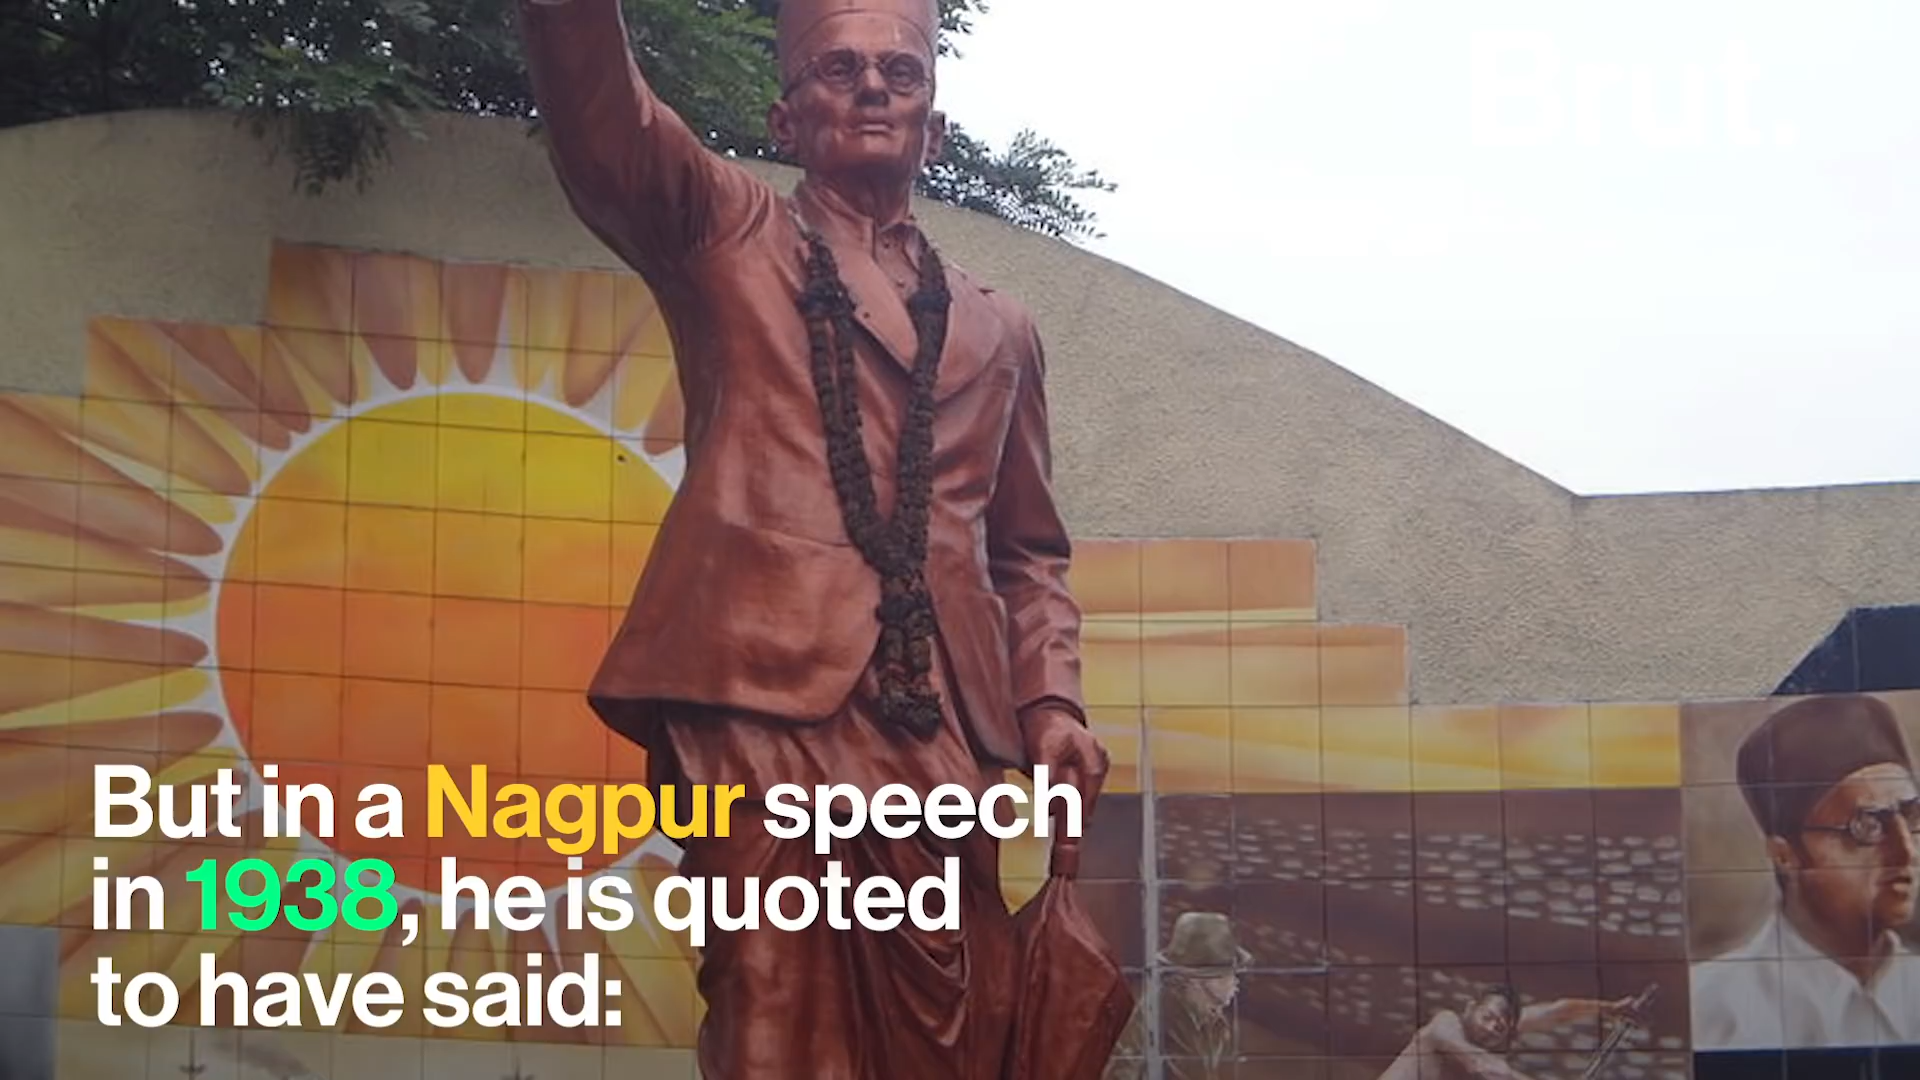 Brut.
But in a Nagpur speech
in 1938, he is quoted
to have said: